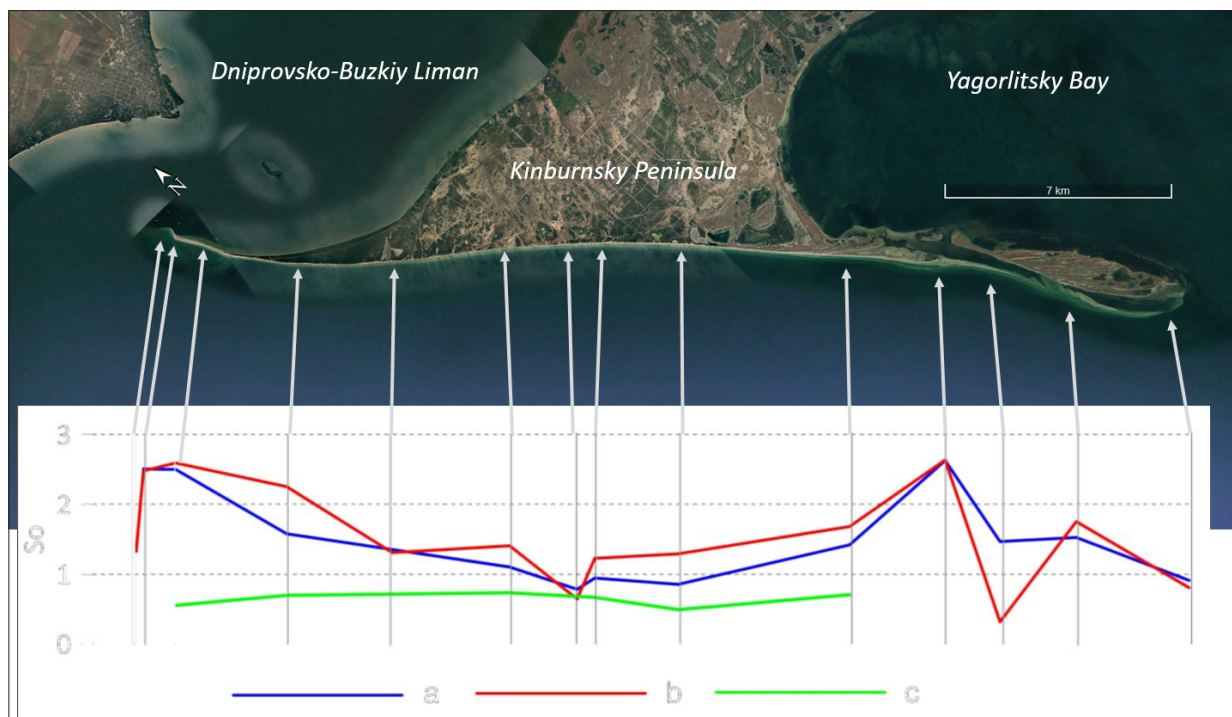 Dniprovsko-Buzkiy Liman
Yagorlitsky Bay
Kinburnsky Peninsula
N
7 km
3
2
1
0
So
a
b
c